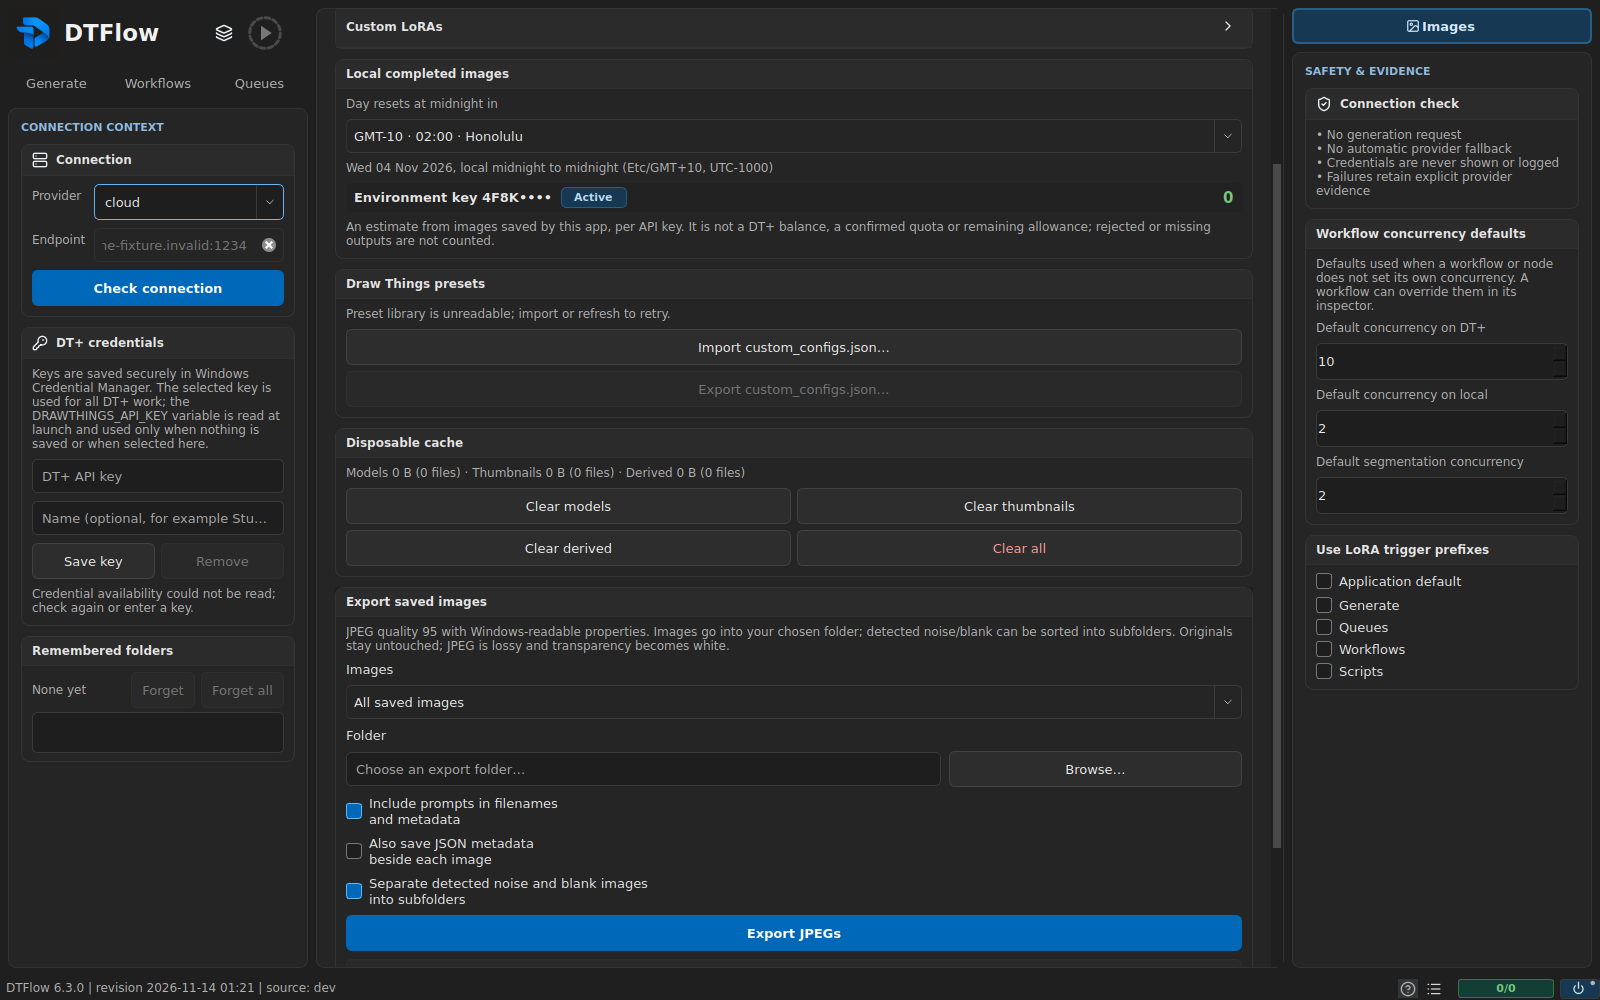 DTFlow
Generate
Workflows
Queues
CONNECTION CONTEXT
Connection
Provider
cloud
Endpoint
ne-fixture.invalid:1234
Check connection
DT+ credentials
Keys are saved securely in Windows
Credential Manager. The selected key is
used for all DT+ work; the
DRAWTHINGS_API_KEY variable is read at
launch and used only when nothing is
saved or when selected here.
DT+ API key
Name (optional, for example Stu...
Save key
Remove
Credential availability could not be read;
check again or enter a key.
Remembered folders
None yet
Forget
Forget all
Custom LoRAs
Local completed images
Day resets at midnight in
GMT-10 · 02:00 · Honolulu
Wed 04 Nov 2026, local midnight to midnight (Etc/GMT+10, UTC-1000)
Environment key 4F8K••••
Active
0
An estimate from images saved by this app, per API key. It is not a DT+ balance, a confirmed quota or remaining allowance; rejected or missing
outputs are not counted.
Draw Things presets
Preset library is unreadable; import or refresh to retry.
Import custom_configs.json...
Export custom_configs.json...
Disposable cache
Models 0 B (0 files) · Thumbnails 0 B (0 files) · Derived 0 B (0 files)
Clear models
Clear thumbnails
Clear derived
Clear all
Export saved images
JPEG quality 95 with Windows-readable properties. Images go into your chosen folder; detected noise/blank can be sorted into subfolders. Originals
stay untouched; JPEG is lossy and transparency becomes white.
Images
All saved images
Folder
Choose an export folder...
Browse...
Include prompts in filenames
and metadata
Also save JSON metadata
beside each image
Separate detected noise and blank images
into subfolders
Export JPEGs
Images
SAFETY & EVIDENCE
Connection check
• No generation request
• No automatic provider fallback
• Credentials are never shown or logged
• Failures retain explicit provider
evidence
Workflow concurrency defaults
Defaults used when a workflow or node
does not set its own concurrency. A
workflow can override them in its
inspector.
Default concurrency on DT+
10
Default concurrency on local
2
Default segmentation concurrency
2
Use LoRA trigger prefixes
Application default
Generate
Queues
Workflows
Scripts
DTFlow 6.3.0 | revision 2026-11-14 01:21 | source: dev
0/0